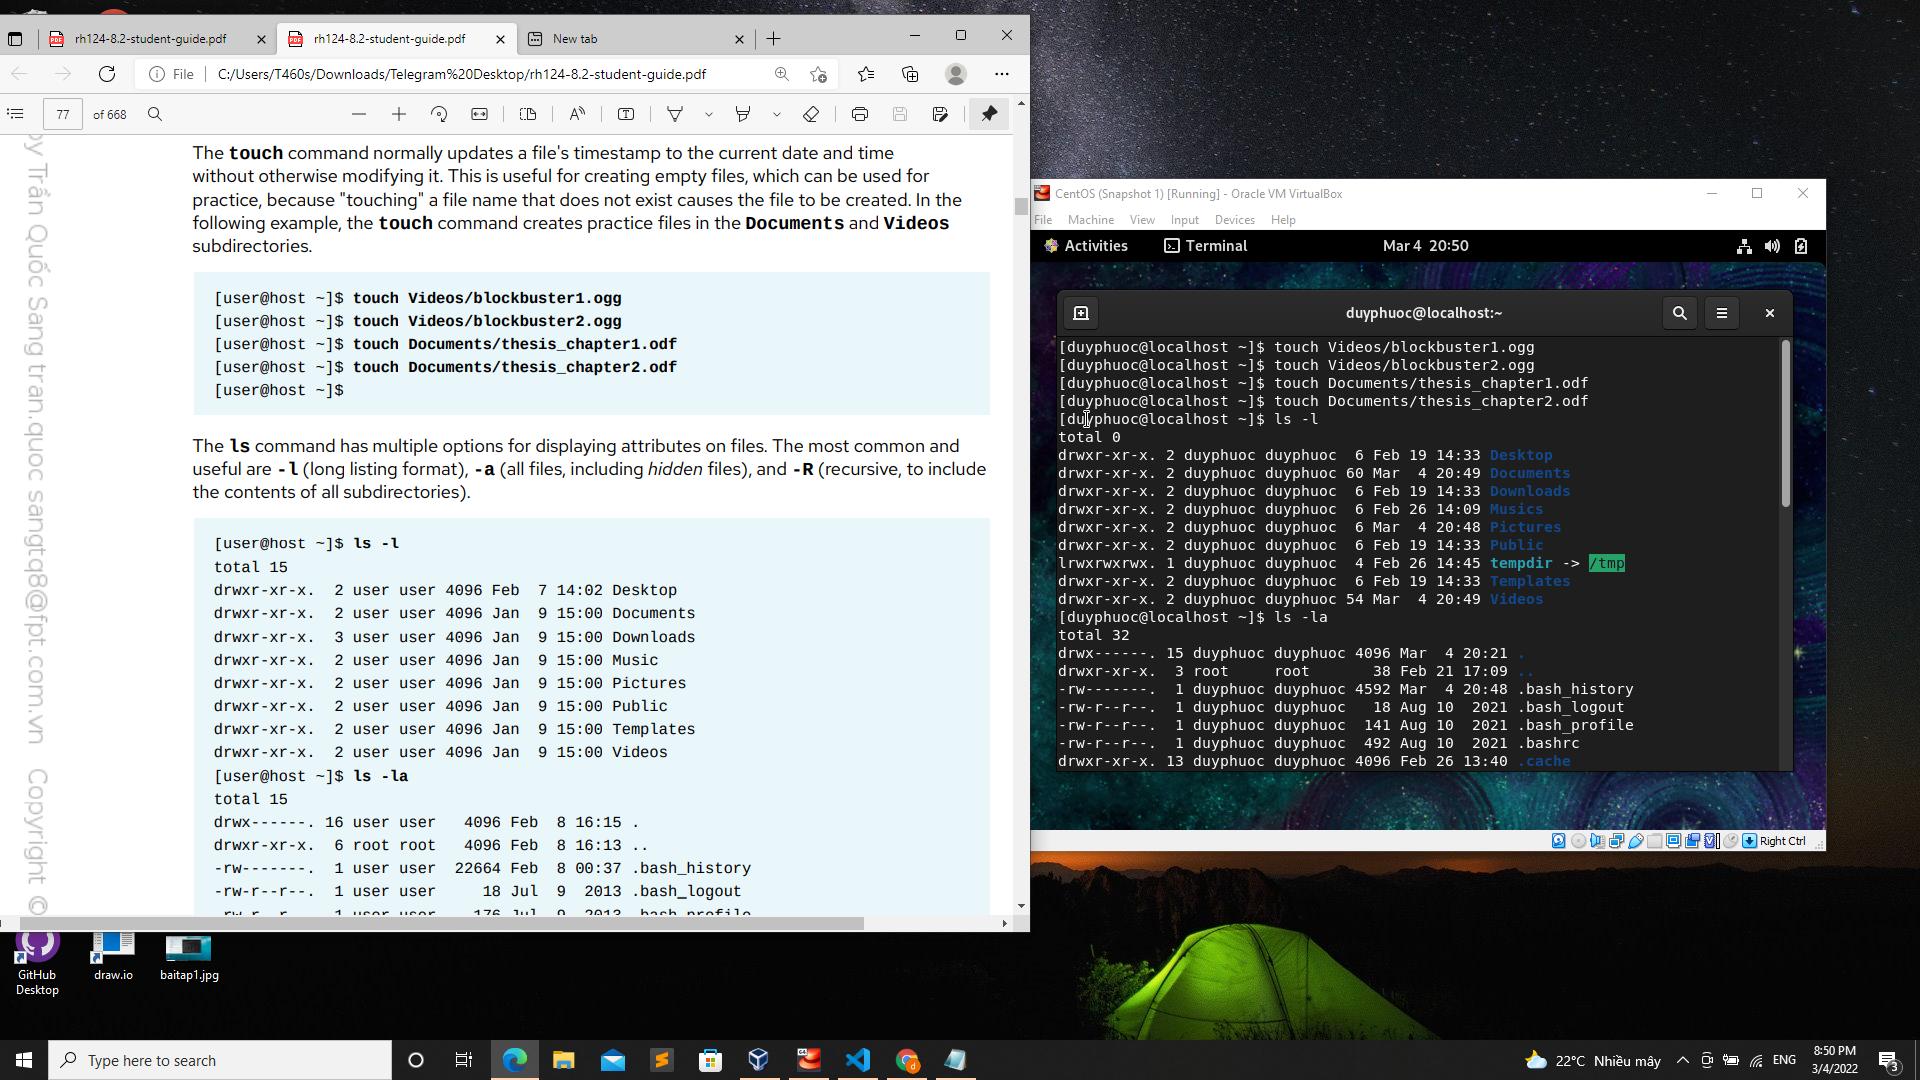 rh124-8.2-student-guide.pdf
rh124-8.2-student-guide.pdf
New tab
File
C:/Users/T460s/Downloads/Telegram%20Desktop/rh124-8.2-student-guide.pdf
77
of 668
by Trần Quốc Sang tran.quoc sangtq8@fpt.com.vn Copyright ©
The touch command normally updates a file's timestamp to the current date and time
without otherwise modifying it. This is useful for creating empty files, which can be used for
practice, because "touching" a file name that does not exist causes the file to be created. In the
following example, the touch command creates practice files in the Documents and Videos
subdirectories.
[user@host ~]$ touch Videos/blockbuster1.ogg
[user@host ~]$ touch Videos/blockbuster2.ogg
[user@host ~]$ touch Documents/thesis_chapter1.odf
[user@host ~]$ touch Documents/thesis_chapter2.odf
[user@host ~]$
The ls command has multiple options for displaying attributes on files. The most common and
useful are -l (long listing format), -a (all files, including hidden files), and -R (recursive, to include
the contents of all subdirectories).
[user@host ~]$ ls -l
total 15
drwxr-xr-x.  2 user user 4096 Feb  7 14:02 Desktop
drwxr-xr-x.  2 user user 4096 Jan  9 15:00 Documents
drwxr-xr-x.  3 user user 4096 Jan  9 15:00 Downloads
drwxr-xr-x.  2 user user 4096 Jan  9 15:00 Music
drwxr-xr-x.  2 user user 4096 Jan  9 15:00 Pictures
drwxr-xr-x.  2 user user 4096 Jan  9 15:00 Public
drwxr-xr-x.  2 user user 4096 Jan  9 15:00 Templates
drwxr-xr-x.  2 user user 4096 Jan  9 15:00 Videos
[user@host ~]$ ls -la
total 15
drwx------. 16 user user   4096 Feb  8 16:15 .
drwxr-xr-x.  6 root root   4096 Feb  8 16:13 ..
-rw-------.  1 user user  22664 Feb  8 00:37 .bash_history
-rw-r--r--.  1 user user     18 Jul  9  2013 .bash_logout
-rw-r--r--.  1 user user    176 Jul  9  2013 .bash_profile
CentOS (Snapshot 1) [Running] - Oracle VM VirtualBox
File Machine View Input Devices Help
Activities
Terminal
Mar 4 20:50
duyphuoc@localhost:~
[duyphuoc@localhost ~]$ touch Videos/blockbuster1.ogg
[duyphuoc@localhost ~]$ touch Videos/blockbuster2.ogg
[duyphuoc@localhost ~]$ touch Documents/thesis_chapter1.odf
[duyphuoc@localhost ~]$ touch Documents/thesis_chapter2.odf
[duyphuoc@localhost ~]$ ls -l
total 0
drwxr-xr-x. 2 duyphuoc duyphuoc  6 Feb 19 14:33 Desktop
drwxr-xr-x. 2 duyphuoc duyphuoc 60 Mar  4 20:49 Documents
drwxr-xr-x. 2 duyphuoc duyphuoc  6 Feb 19 14:33 Downloads
drwxr-xr-x. 2 duyphuoc duyphuoc  6 Feb 26 14:09 Musics
drwxr-xr-x. 2 duyphuoc duyphuoc  6 Mar  4 20:48 Pictures
drwxr-xr-x. 2 duyphuoc duyphuoc  6 Feb 19 14:33 Public
lrwxrwxrwx. 1 duyphuoc duyphuoc  4 Feb 26 14:45 tempdir -> /tmp
drwxr-xr-x. 2 duyphuoc duyphuoc  6 Feb 19 14:33 Templates
drwxr-xr-x. 2 duyphuoc duyphuoc 54 Mar  4 20:49 Videos
[duyphuoc@localhost ~]$ ls -la
total 32
drwx------. 15 duyphuoc duyphuoc 4096 Mar  4 20:21 .
drwxr-xr-x.  3 root     root       38 Feb 21 17:09 ..
-rw-------.  1 duyphuoc duyphuoc 4592 Mar  4 20:48 .bash_history
-rw-r--r--.  1 duyphuoc duyphuoc   18 Aug 10  2021 .bash_logout
-rw-r--r--.  1 duyphuoc duyphuoc  141 Aug 10  2021 .bash_profile
-rw-r--r--.  1 duyphuoc duyphuoc  492 Aug 10  2021 .bashrc
drwxr-xr-x. 13 duyphuoc duyphuoc 4096 Feb 26 13:40 .cache
Right Ctrl
GitHub
Desktop
draw.io
baitap1.jpg
Type here to search
22°C Nhiều mây
ENG
8:50 PM
3/4/2022
3